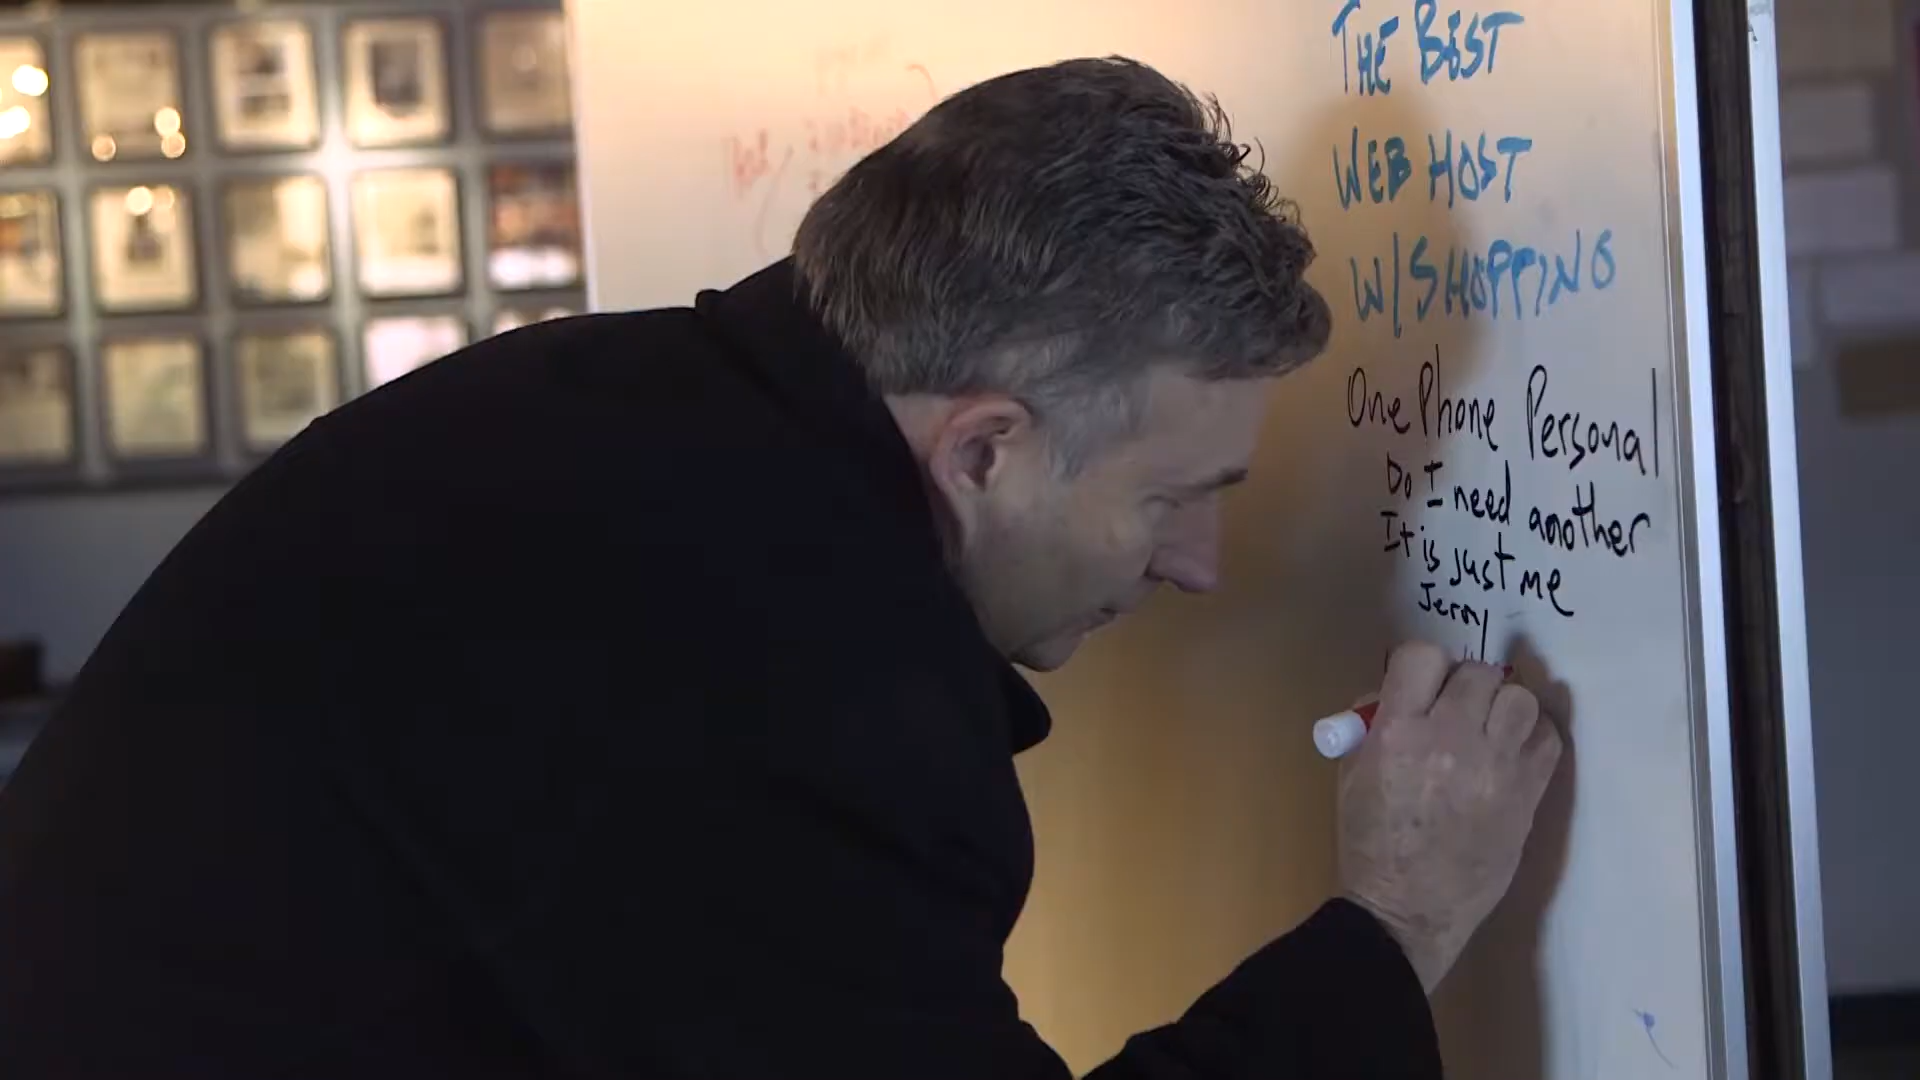 THE BEST
WEB HOST
W/SHOPPING
One Phone Personal
Do I need another
It is just me
Jerry